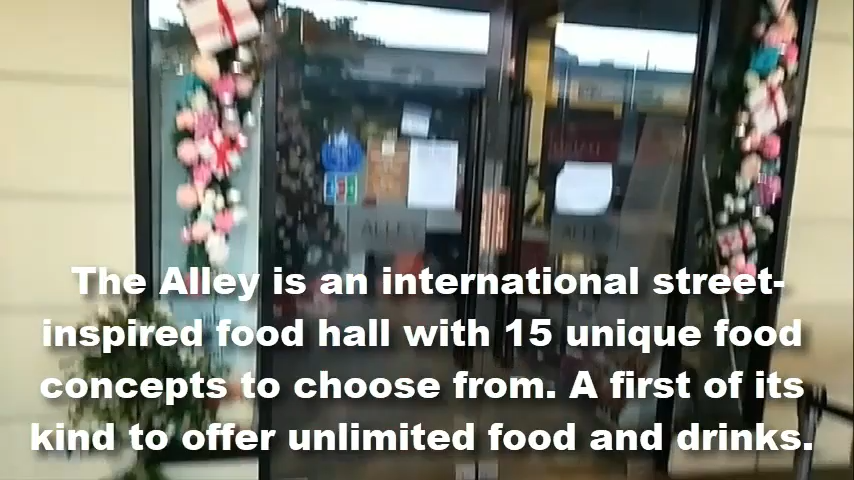 ALLEY
The Alley is an international street-
inspired food hall with 15 unique food
concepts to choose from. A first of its
kind to offer unlimited food and drinks.